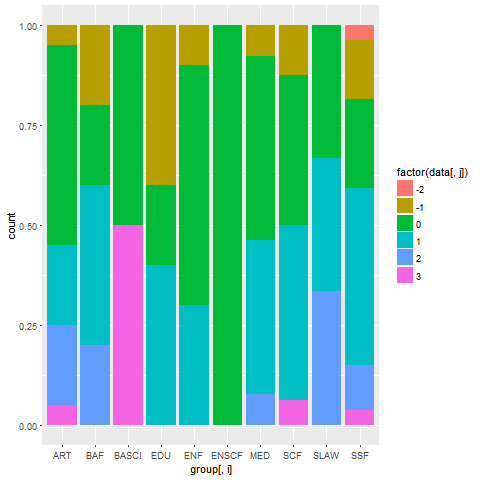 1.00
0.75
0.50
0.25
0.00
count
ART BAF BASCI EDU ENF ENSCF MED SCF SLAW SSF
group[, i]
factor(data[, j])
-2
-1
0
1
2
3